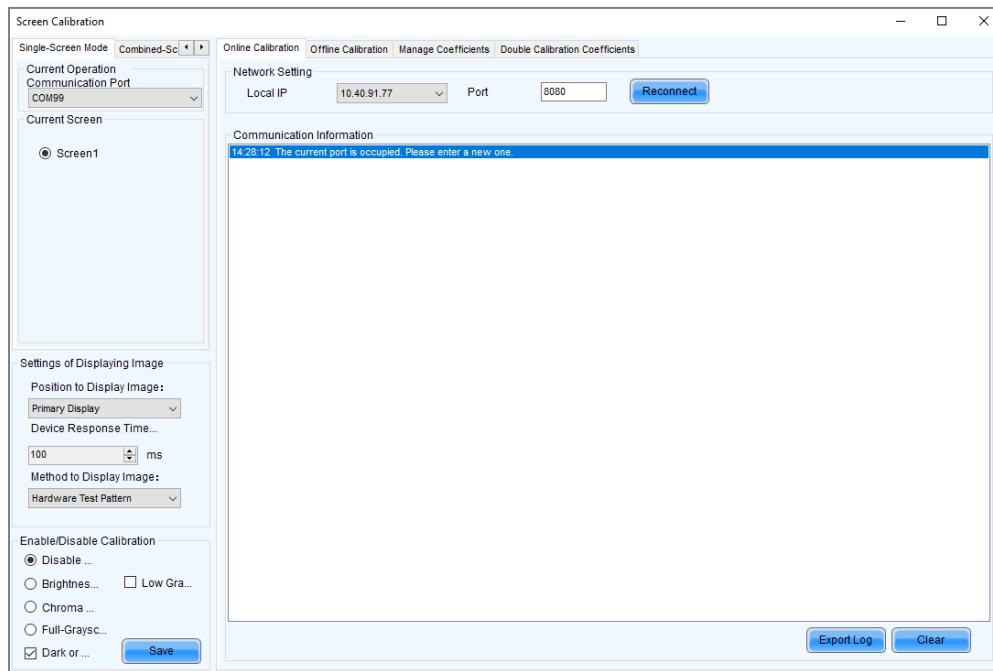 Screen Calibration
Single-Screen Mode Combined-Sc
Current Operation
Communication Port
COM99
Current Screen
Screen1
Settings of Displaying Image
Position to Display Image:
Primary Display
Device Response Time...
100 ms
Method to Display Image:
Hardware Test Pattern
Enable/Disable Calibration
Disable ...
Brightnes... Low Gra...
Chroma ...
Full-Graysc...
Dark or ... Save
Online Calibration Offline Calibration Manage Coefficients Double Calibration Coefficients
Network Setting
Local IP 10.40.91.77 Port 8080 Reconnect
Communication Information
14:28:12 The current port is occupied. Please enter a new one.
Export Log Clear